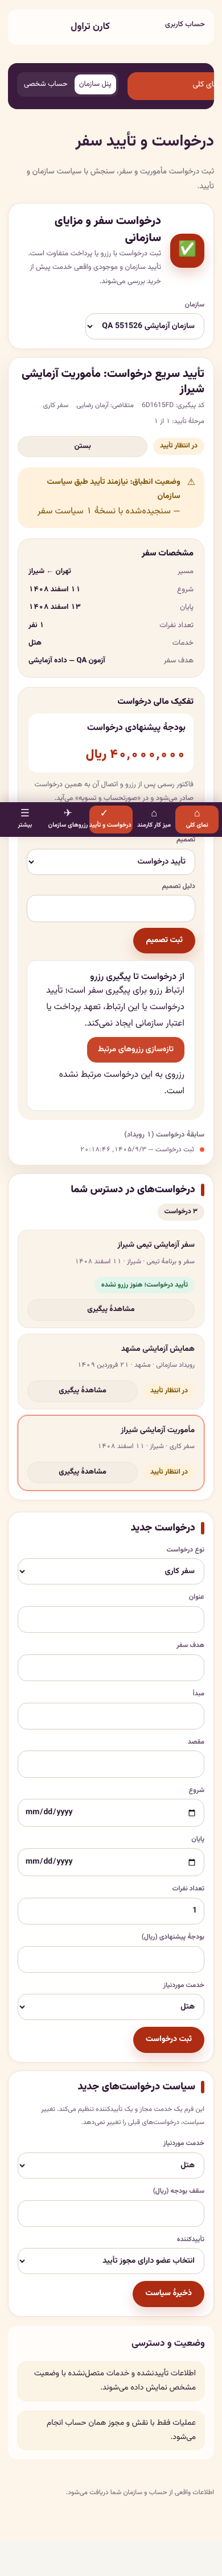 حساب کاربری
کارن تراول
ای کلی
پنل سازمان
حساب شخصی
درخواست و تأیید سفر
ثبت درخواست مأموریت و سفر، سنجش با سیاست سازمان و تصمیم تأیید.
✅
درخواست سفر و مزایای
سازمانی
ثبت درخواست با رزرو یا پرداخت متفاوت است.
تأیید سازمان و موجودی واقعی خدمت پیش از
خرید بررسی می‌شوند.
سازمان
سازمان آزمایشی QA 551526
تأیید سریع درخواست: مأموریت آزمایشی
شیراز
کد پیگیری: 6D1615FD
متقاضی: آرمان رضایی
سفر کاری
مرحلهٔ تأیید: ۱ از ۱
در انتظار تأیید
بستن
⚠ وضعیت انطباق: نیازمند تأیید طبق سیاست
سازمان
— سنجیده‌شده با نسخهٔ ۱ سیاست سفر
مشخصات سفر
مسیر
تهران ← شیراز
شروع
۱۱ اسفند ۱۴۰۸
پایان
۱۳ اسفند ۱۴۰۸
تعداد نفرات
۱ نفر
خدمات
هتل
هدف سفر
آزمون QA — داده آزمایشی
تفکیک مالی درخواست
بودجهٔ پیشنهادی درخواست
۴۰,۰۰۰,۰۰۰ ریال
فاکتور رسمی پس از رزرو و اتصال آن به همین درخواست
صادر می‌شود و در «صورتحساب و تسویه» می‌آید.
نمای کلی
میز کار کارمند
درخواست و تأیید
رزروهای سازمان
بیشتر
تصمیم
تأیید درخواست
دلیل تصمیم
ثبت تصمیم
از درخواست تا پیگیری رزرو
ارتباط رزرو برای پیگیری سفر است؛ تأیید
درخواست یا این ارتباط، تعهد پرداخت یا
اعتبار سازمانی ایجاد نمی‌کند.
تازه‌سازی رزروهای مرتبط
رزروی به این درخواست مرتبط نشده
است.
سابقهٔ درخواست (۱ رویداد)
ثبت درخواست — ۱۴۰۵/۹/۳, ۲۰:۱۸:۴۶
درخواست‌های در دسترس شما
۳ درخواست
سفر آزمایشی تیمی شیراز
سفر و برنامهٔ تیمی · شیراز · ۱۱ اسفند ۱۴۰۸
تأیید درخواست؛ هنوز رزرو نشده
مشاهدهٔ پیگیری
همایش آزمایشی مشهد
رویداد سازمانی · مشهد · ۲۱ فروردین ۱۴۰۹
در انتظار تأیید
مشاهدهٔ پیگیری
مأموریت آزمایشی شیراز
سفر کاری · شیراز · ۱۱ اسفند ۱۴۰۸
در انتظار تأیید
مشاهدهٔ پیگیری
درخواست جدید
نوع درخواست
سفر کاری
عنوان
هدف سفر
مبدأ
مقصد
شروع
mm/dd/yyyy
پایان
mm/dd/yyyy
تعداد نفرات
1
بودجهٔ پیشنهادی (ریال)
خدمت موردنیاز
هتل
ثبت درخواست
سیاست درخواست‌های جدید
این فرم یک خدمت مجاز و یک تأییدکننده تنظیم می‌کند. تغییر
سیاست، درخواست‌های قبلی را تغییر نمی‌دهد.
خدمت موردنیاز
هتل
سقف بودجه (ریال)
تأییدکننده
انتخاب عضو دارای مجوز تأیید
ذخیرهٔ سیاست
وضعیت و دسترسی
اطلاعات تأییدنشده و خدمات متصل‌نشده با وضعیت
مشخص نمایش داده می‌شوند.
عملیات فقط با نقش و مجوز همان حساب انجام
می‌شود.
اطلاعات واقعی از حساب و سازمان شما دریافت می‌شود.